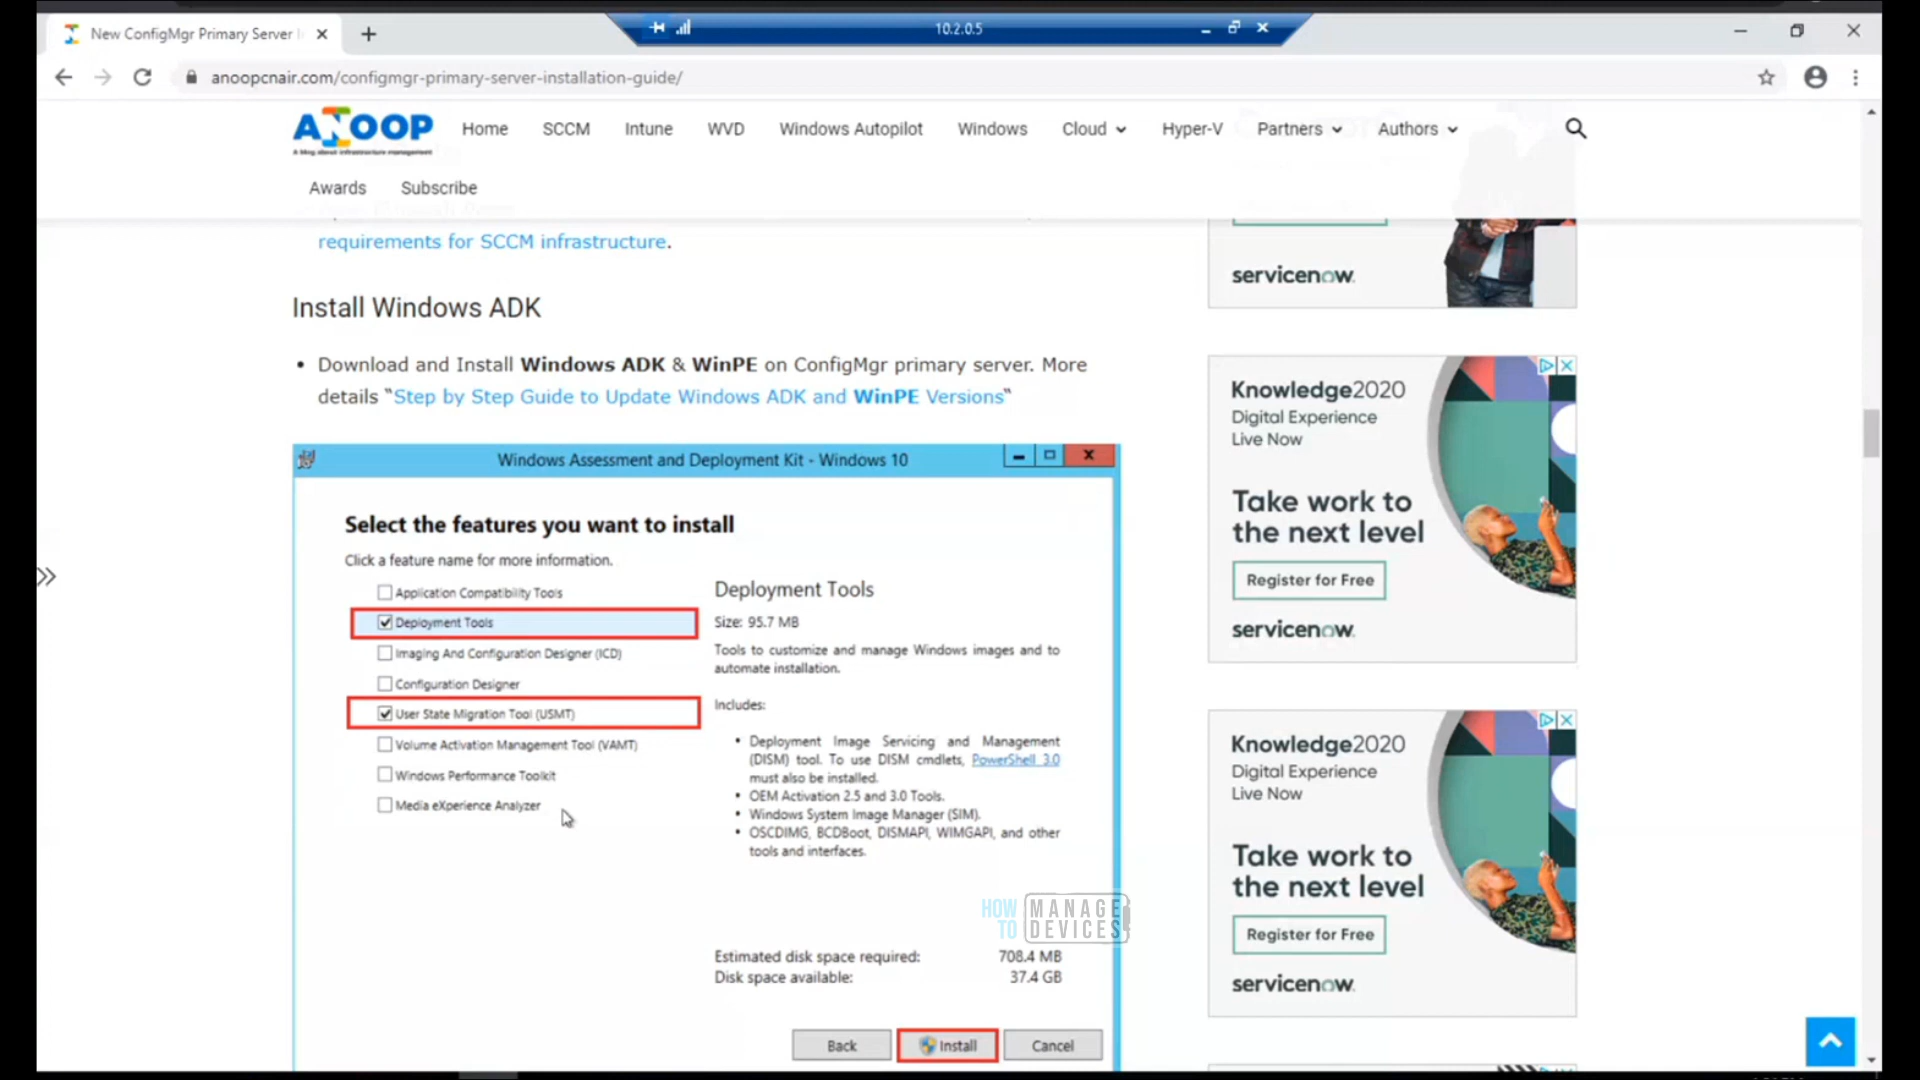 New ConfigMgr Primary Server I
10.2.0.5
anoopcnair.com/configmgr-primary-server-installation-guide/
ANOOP
A blog about infrastructure management
Home
SCCM
Intune
WVD
Windows Autopilot
Windows
Cloud
Hyper-V
Partners
Authors
Awards
Subscribe
requirements for SCCM infrastructure.
Install Windows ADK
• Download and Install Windows ADK & WinPE on ConfigMgr primary server. More
details “Step by Step Guide to Update Windows ADK and WinPE Versions“
Windows Assessment and Deployment Kit - Windows 10
Select the features you want to install
Click a feature name for more information.
Application Compatibility Tools
Deployment Tools
Imaging And Configuration Designer (ICD)
Configuration Designer
User State Migration Tool (USMT)
Volume Activation Management Tool (VAMT)
Windows Performance Toolkit
Media eXperience Analyzer
Deployment Tools
Size: 95.7 MB
Tools to customize and manage Windows images and to
automate installation.
Includes:
• Deployment Image Servicing and Management
(DISM) tool. To use DISM cmdlets, PowerShell 3.0
must also be installed.
• OEM Activation 2.5 and 3.0 Tools.
• Windows System Image Manager (SIM).
• OSCDIMG, BCDBoot, DISMAPI, WIMGAPI, and other
tools and interfaces.
HOW TO MANAGE DEVICES
Estimated disk space required: 708.4 MB
Disk space available: 37.4 GB
Back
Install
Cancel
servicenow.
Knowledge2020
Digital Experience
Live Now
Take work to
the next level
Register for Free
servicenow.
Knowledge2020
Digital Experience
Live Now
Take work to
the next level
Register for Free
servicenow.